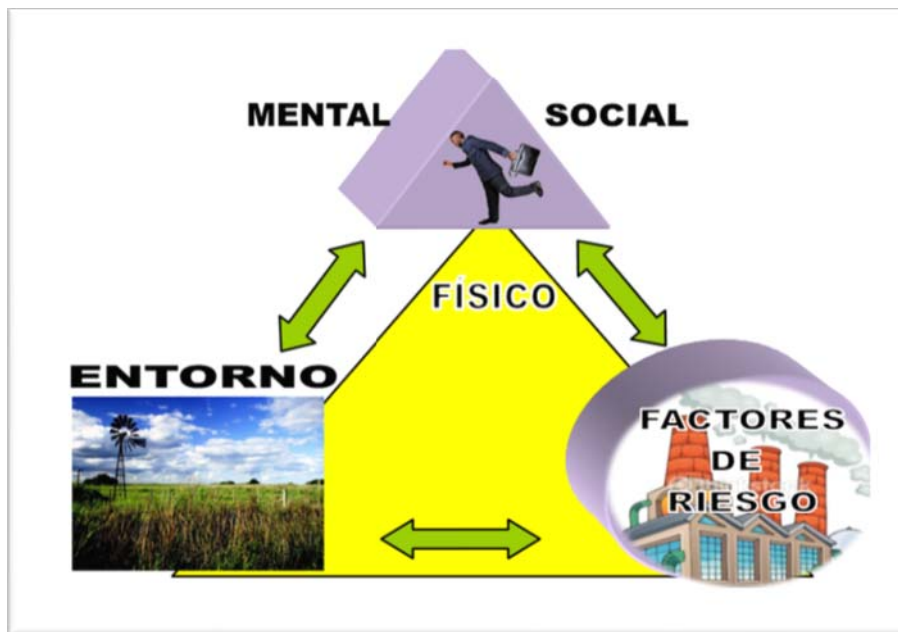 MENTAL
SOCIAL
FÍSICO
ENTORNO
FACTORES
DE
RIESGO